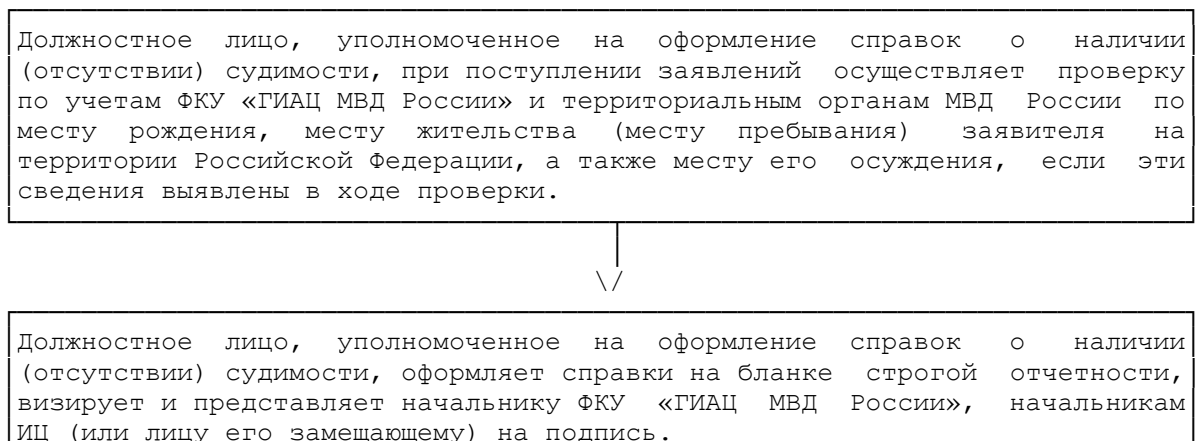 Должностное лицо, уполномоченное на оформление справок о наличии
(отсутствии) судимости, при поступлении заявлений осуществляет проверку
по учетам ФКУ «ГИАЦ МВД России» и территориальным органам МВД России по
месту рождения, месту жительства (месту пребывания) заявителя на
территории Российской Федерации, а также месту его осуждения, если эти
сведения выявлены в ходе проверки.
Должностное лицо, уполномоченное на оформление справок о наличии
(отсутствии) судимости, оформляет справки на бланке строгой отчетности,
визирует и представляет начальнику ФКУ «ГИАЦ МВД России», начальникам
ИЦ (или лицу его замещающему) на подпись.